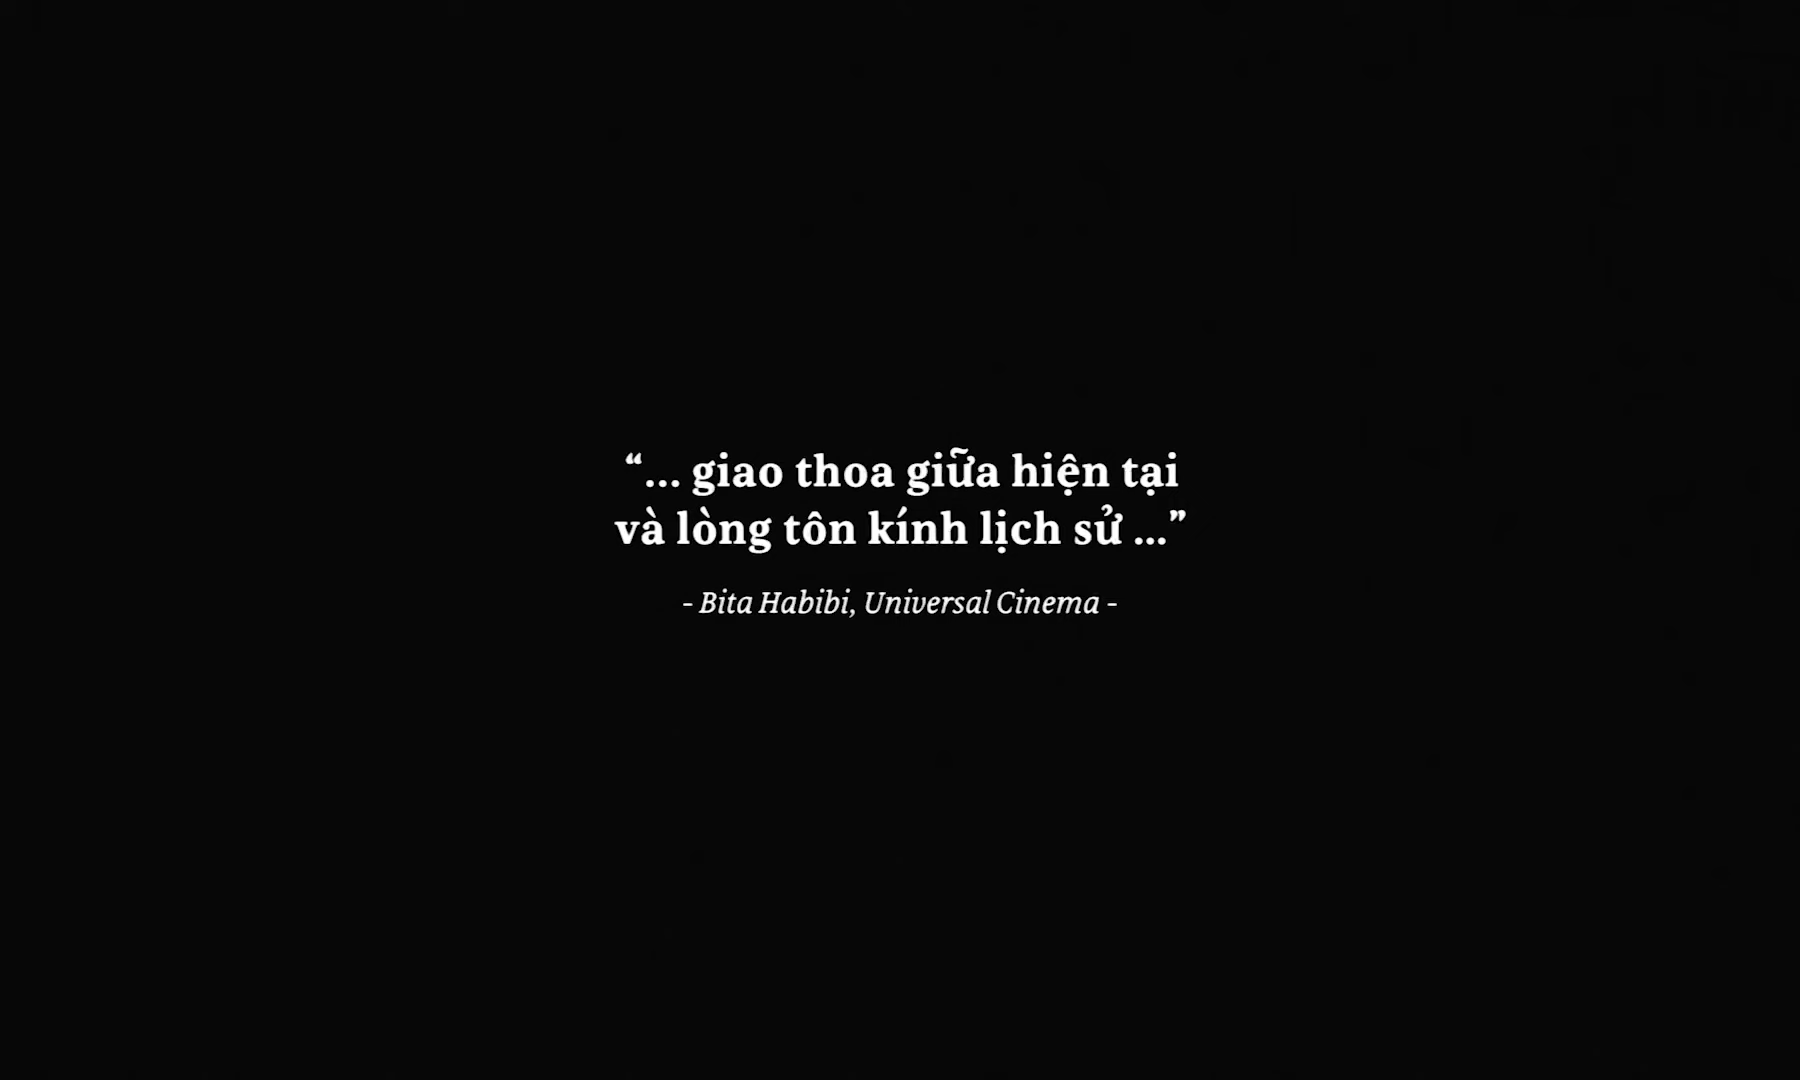 “... giao thoa giữa hiện tại
và lòng tôn kính lịch sử ...”
- Bita Habibi, Universal Cinema -